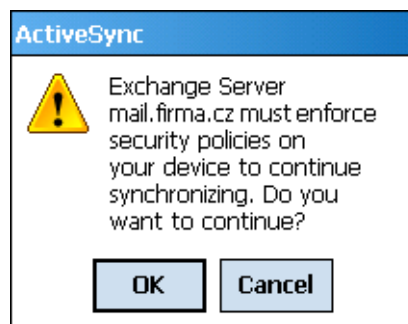 ActiveSync
Exchange Server
mail.firma.cz must enforce
security policies on
your device to continue
synchronizing. Do you
want to continue?
OK Cancel